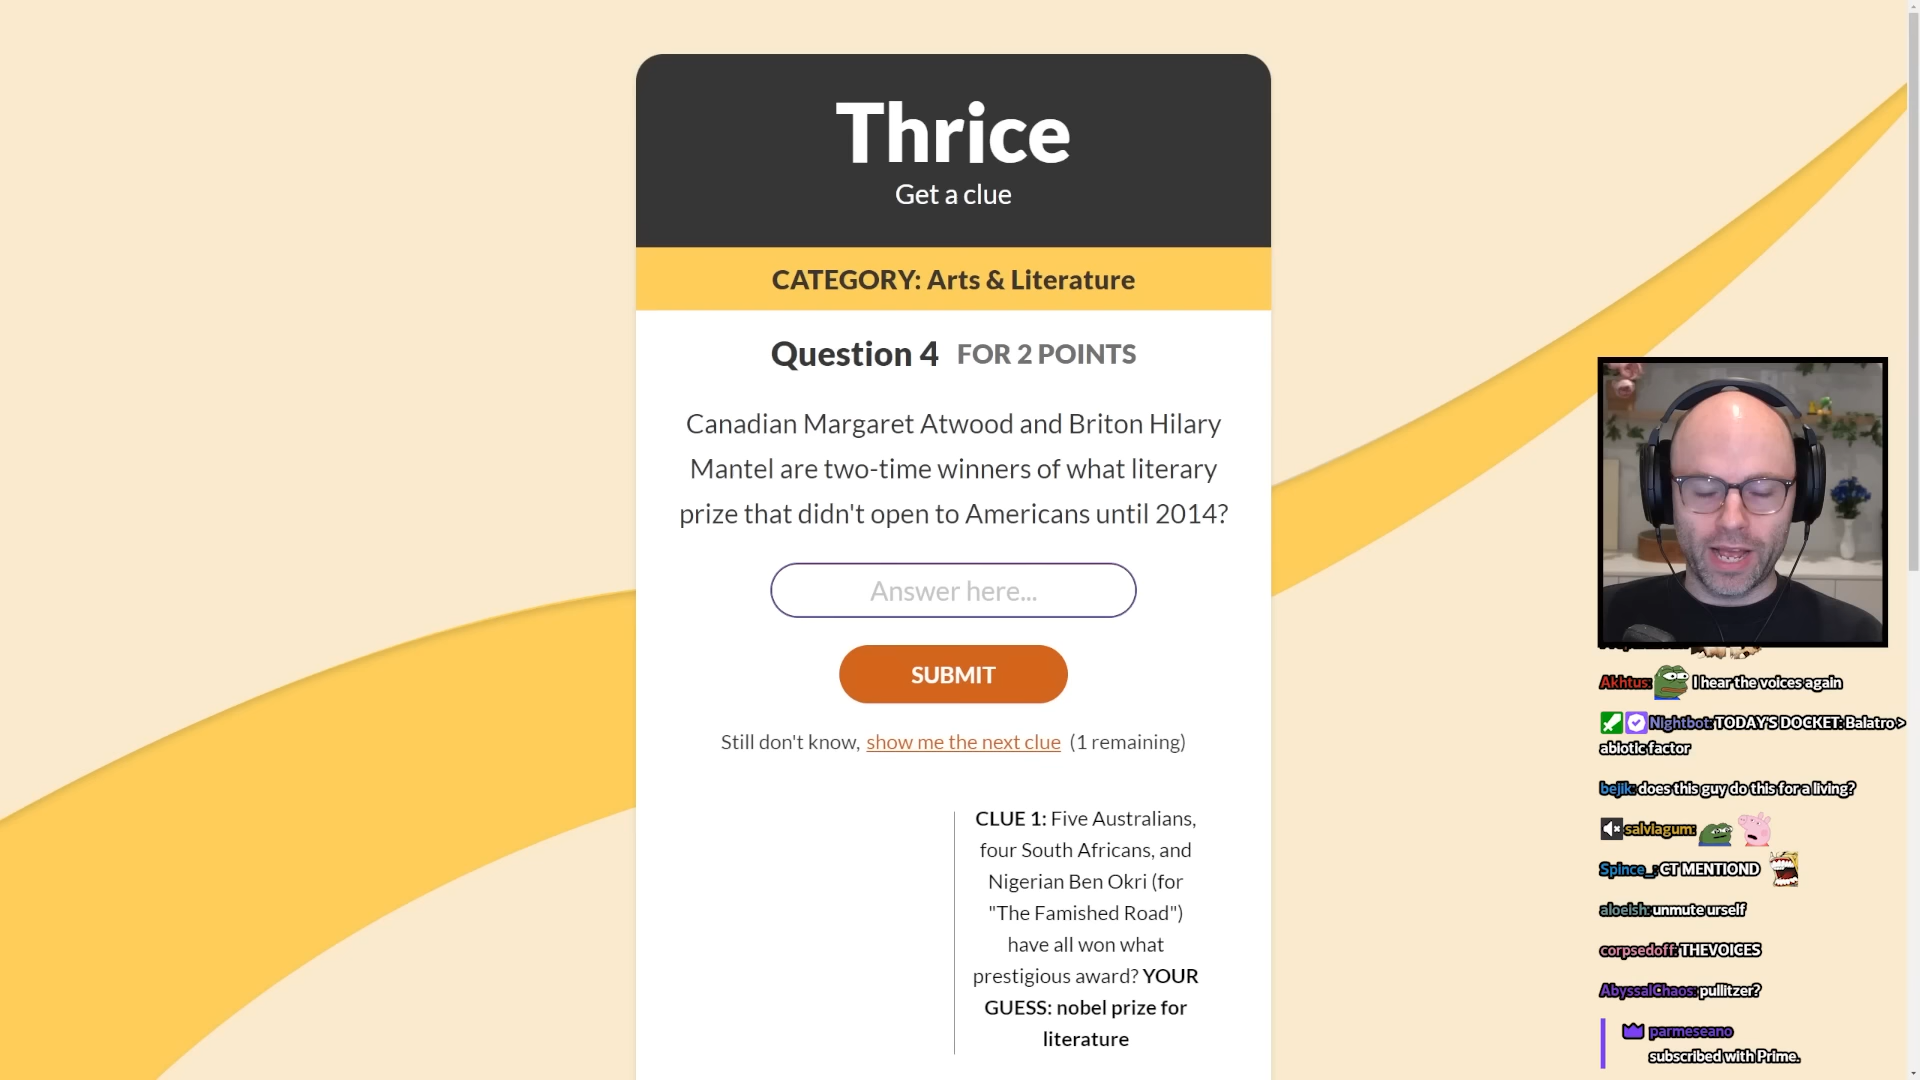 Thrice
Get a clue
CATEGORY: Arts & Literature
Question 4 FOR 2 POINTS
Canadian Margaret Atwood and Briton Hilary
Mantel are two-time winners of what literary
prize that didn't open to Americans until 2014?
Answer here...
SUBMIT
Still don't know, show me the next clue (1 remaining)
CLUE 1: Five Australians,
four South Africans, and
Nigerian Ben Okri (for
"The Famished Road")
have all won what
prestigious award? YOUR
GUESS: nobel prize for
literature
Akhtus: I hear the voices again
Nightbot: TODAY'S DOCKET: Balatro >
abiotic factor
bejik: does this guy do this for a living?
salviagum:
Spince_: CT MENTIOND
aloeish: unmute urself
corpsedoff: THEVOICES
AbyssalChaos: pullitzer?
parmeseano
subscribed with Prime.